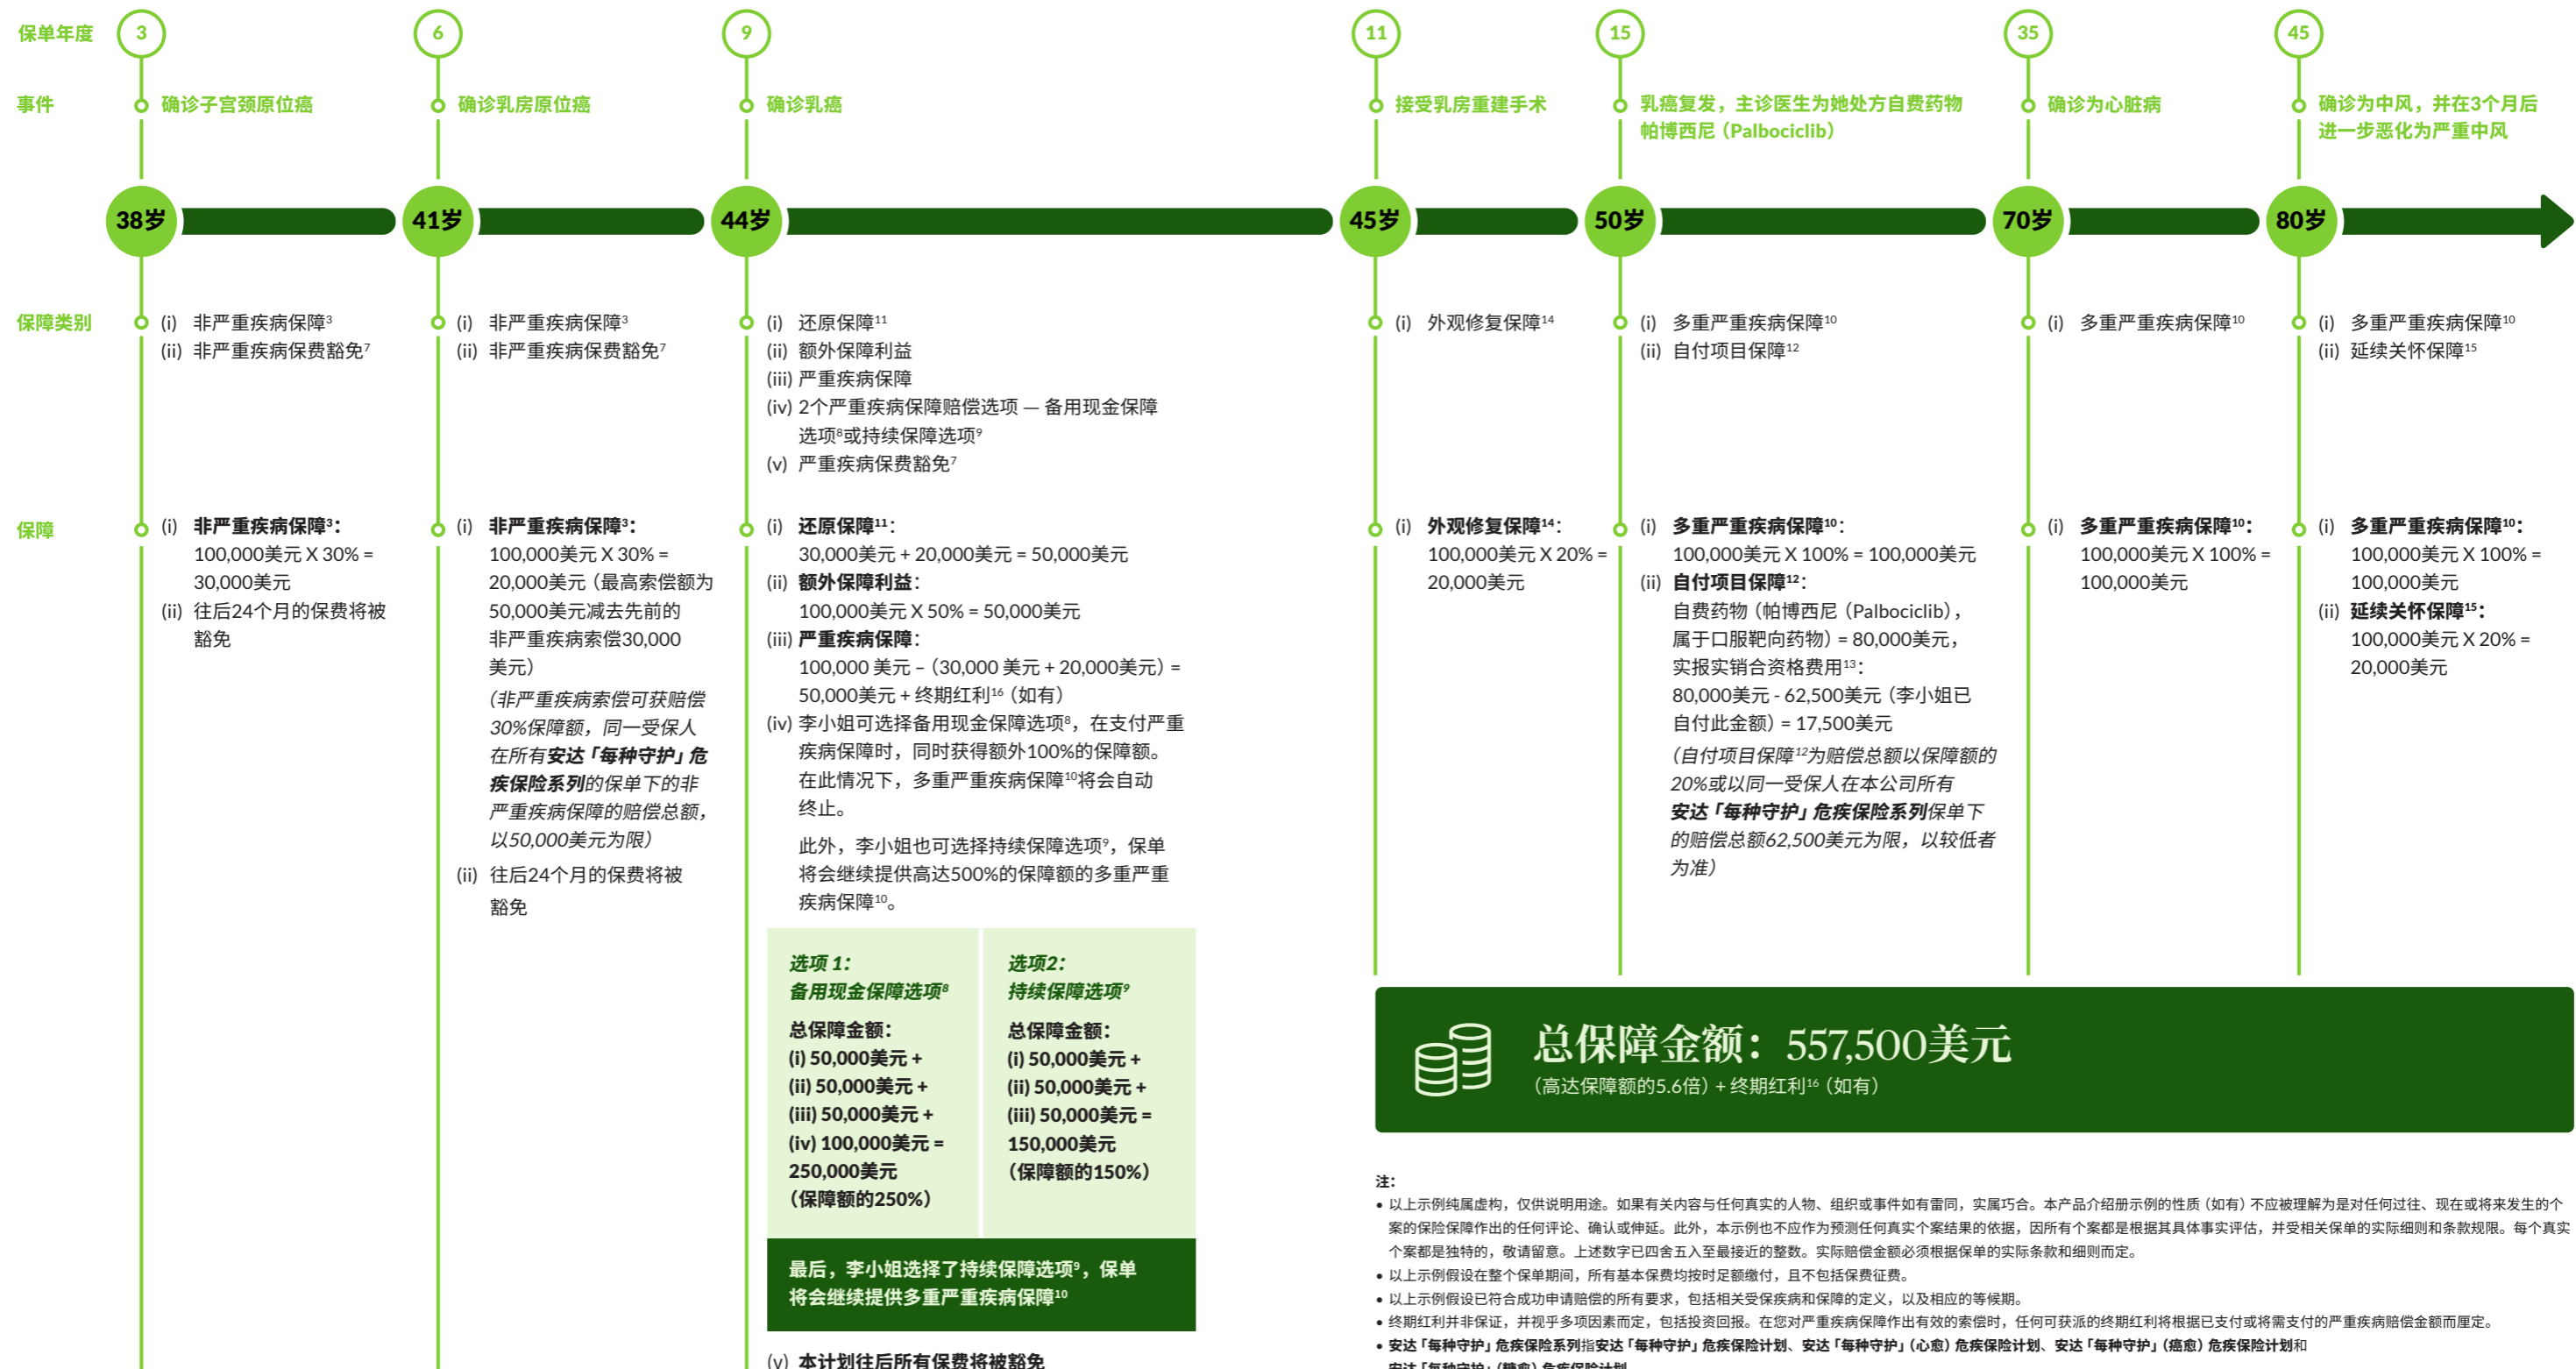 保单年度
3
6
9
11
15
35
45
事件
确诊子宫颈原位癌
确诊乳房原位癌
确诊乳癌
接受乳房重建手术
乳癌复发，主诊医生为她处方自费药物
帕博西尼（Palbociclib）
确诊为心脏病
确诊为中风，并在3个月后
进一步恶化为严重中风
38岁
41岁
44岁
45岁
50岁
70岁
80岁
保障类别
(i) 非严重疾病保障3
(ii) 非严重疾病保费豁免7
(i) 非严重疾病保障3
(ii) 非严重疾病保费豁免7
(i) 还原保障11
(ii) 额外保障利益
(iii) 严重疾病保障
(iv) 2个严重疾病保障赔偿选项 — 备用现金保障
选项8或持续保障选项9
(v) 严重疾病保费豁免7
(i) 外观修复保障14
(i) 多重严重疾病保障10
(ii) 自付项目保障12
(i) 多重严重疾病保障10
(i) 多重严重疾病保障10
(ii) 延续关怀保障15
保障
(i) 非严重疾病保障3：
100,000美元 X 30% =
30,000美元
(ii) 往后24个月的保费将被
豁免
(i) 非严重疾病保障3：
100,000美元 X 30% =
20,000美元（最高索偿额为
50,000美元减去先前的
非严重疾病索偿30,000
美元）
（非严重疾病索偿可获赔偿
30%保障额，同一受保人
在所有安达「每种守护」危
疾保险系列的保单下的非
严重疾病保障的赔偿总额，
以50,000美元为限）
(ii) 往后24个月的保费将被
豁免
(i) 还原保障11：
30,000美元 + 20,000美元 = 50,000美元
(ii) 额外保障利益：
100,000美元 X 50% = 50,000美元
(iii) 严重疾病保障：
100,000 美元 –（30,000 美元 + 20,000美元）=
50,000美元 + 终期红利16（如有）
(iv) 李小姐可选择备用现金保障选项8，在支付严重
疾病保障时，同时获得额外100%的保障额。
在此情况下，多重严重疾病保障10将会自动
终止。
此外，李小姐也可选择持续保障选项9，保单
将会继续提供高达500%的保障额的多重严重
疾病保障10。
选项 1：
备用现金保障选项8
总保障金额：
(i) 50,000美元 +
(ii) 50,000美元 +
(iii) 50,000美元 +
(iv) 100,000美元 =
250,000美元
（保障额的250%）
选项2：
持续保障选项9
总保障金额：
(i) 50,000美元 +
(ii) 50,000美元 +
(iii) 50,000美元 =
150,000美元
（保障额的150%）
最后，李小姐选择了持续保障选项9，保单
将会继续提供多重严重疾病保障10
(v) 本计划往后所有保费将被豁免
(i) 外观修复保障14：
100,000美元 X 20% =
20,000美元
(i) 多重严重疾病保障10：
100,000美元 X 100% = 100,000美元
(ii) 自付项目保障12：
自费药物（帕博西尼（Palbociclib），
属于口服靶向药物）= 80,000美元，
实报实销合资格费用13：
80,000美元 - 62,500美元（李小姐已
自付此金额）= 17,500美元
（自付项目保障12为赔偿总额以保障额的
20%或以同一受保人在本公司所有
安达「每种守护」危疾保险系列保单下
的赔偿总额62,500美元为限，以较低者
为准）
(i) 多重严重疾病保障10：
100,000美元 X 100% =
100,000美元
(i) 多重严重疾病保障10：
100,000美元 X 100% =
100,000美元
(ii) 延续关怀保障15：
100,000美元 X 20% =
20,000美元
总保障金额：557,500美元
（高达保障额的5.6倍）+ 终期红利16（如有）
注：
• 以上示例纯属虚构，仅供说明用途。如果有关内容与任何真实的人物、组织或事件如有雷同，实属巧合。本产品介绍册示例的性质（如有）不应被理解为是对任何过往、现在或将来发生的个
案的保险保障作出的任何评论、确认或伸延。此外，本示例也不应作为预测任何真实个案结果的依据，因所有个案都是根据其具体事实评估，并受相关保单的实际细则和条款规限。每个真实
个案都是独特的，敬请留意。上述数字已四舍五入至最接近的整数。实际赔偿金额必须根据保单的实际条款和细则而定。
• 以上示例假设在整个保单期间，所有基本保费均按时足额缴付，且不包括保费征费。
• 以上示例假设已符合成功申请赔偿的所有要求，包括相关受保疾病和保障的定义，以及相应的等候期。
• 终期红利并非保证，并视乎多项因素而定，包括投资回报。在您对严重疾病保障作出有效的索偿时，任何可获派的终期红利将根据已支付或将需支付的严重疾病赔偿金额而厘定。
• 安达「每种守护」危疾保险系列指安达「每种守护」危疾保险计划、安达「每种守护」（心愈）危疾保险计划、安达「每种守护」（癌愈）危疾保险计划和
安达「每种守护」（糖愈）危疾保险计划